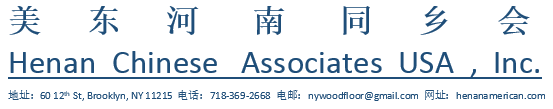 美东河南同乡会
Henan Chinese Associates USA , Inc.
地址: 60 12th St, Brooklyn, NY 11215 电话: 718-369-2668 电邮: nywoodfloor@gmail.com 网址: henanamerican.com